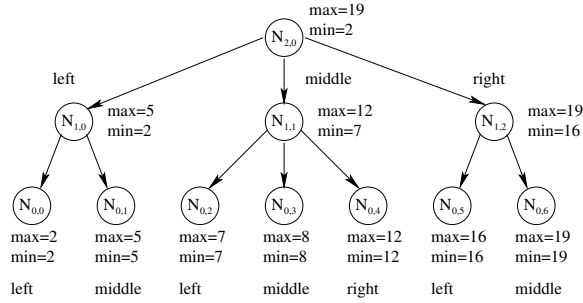 max=19
min=2
N2,0
left
middle
right
max=5
min=2
N1,0
max=12
min=7
N1,1
max=19
min=16
N1,2
N0,0
N0,1
N0,2
N0,3
N0,4
N0,5
N0,6
max=2 max=5 max=7 max=8 max=12 max=16 max=19
min=2 min=5 min=7 min=8 min=12 min=16 min=19
left middle left middle right left middle